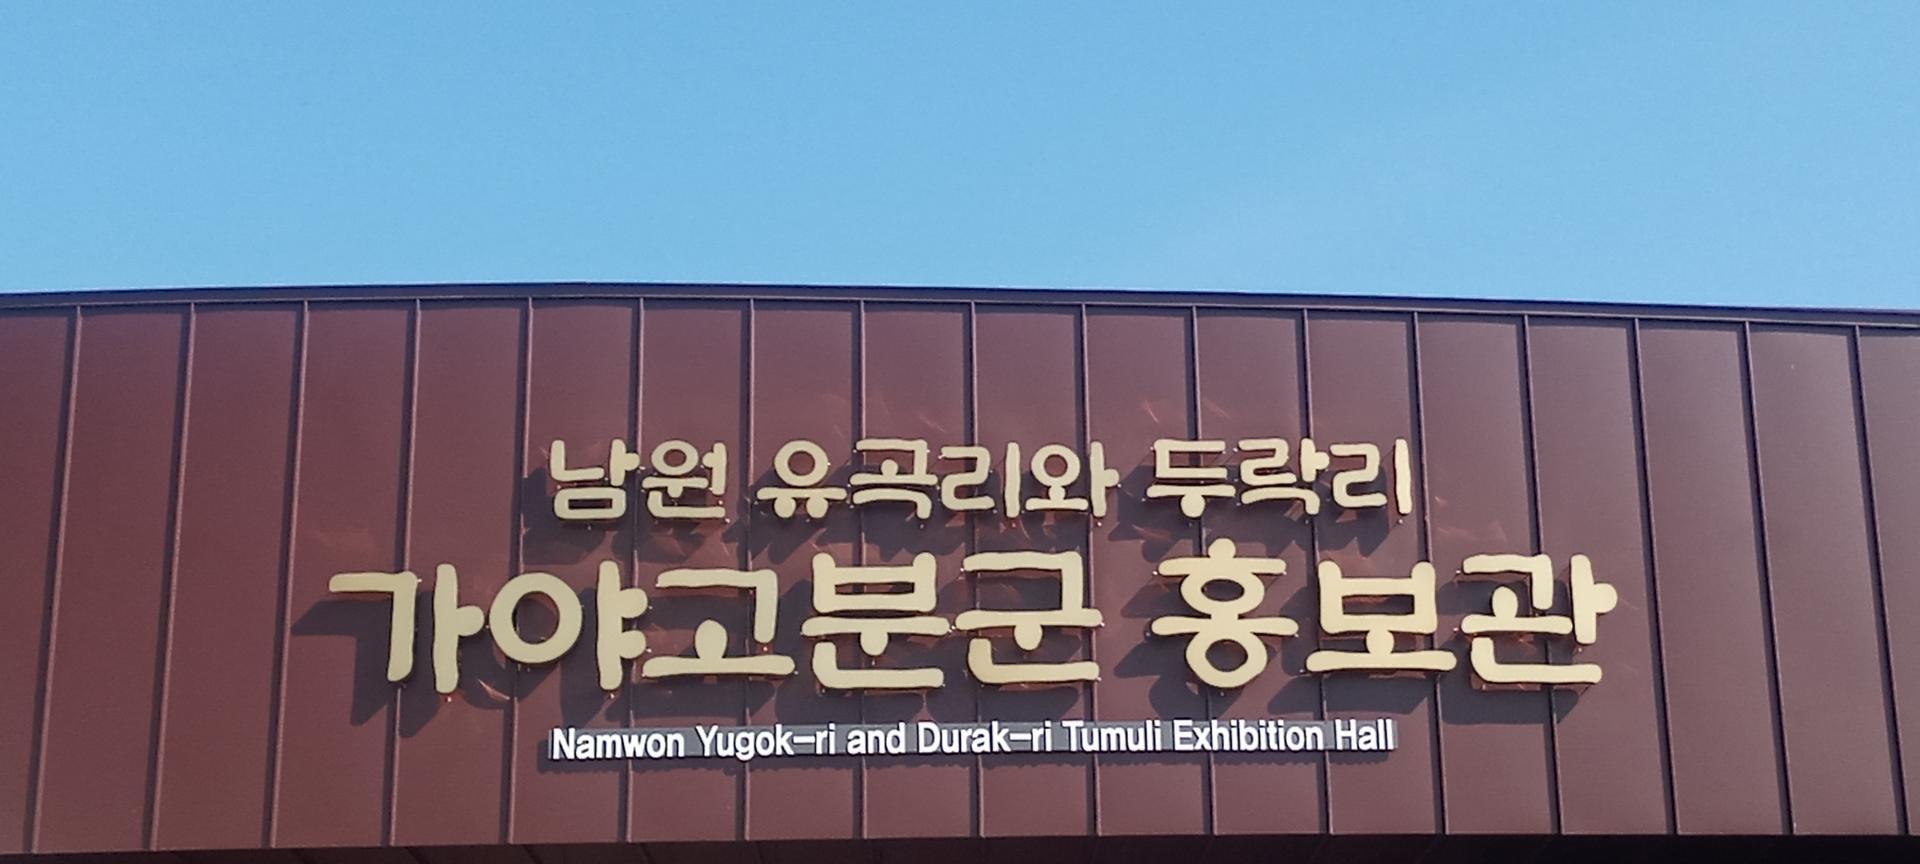 남원 유곡리와 두락리
가야고분군 홍보관
Namwon Yugok-ri and Durak-ri Tumuli Exhibition Hall